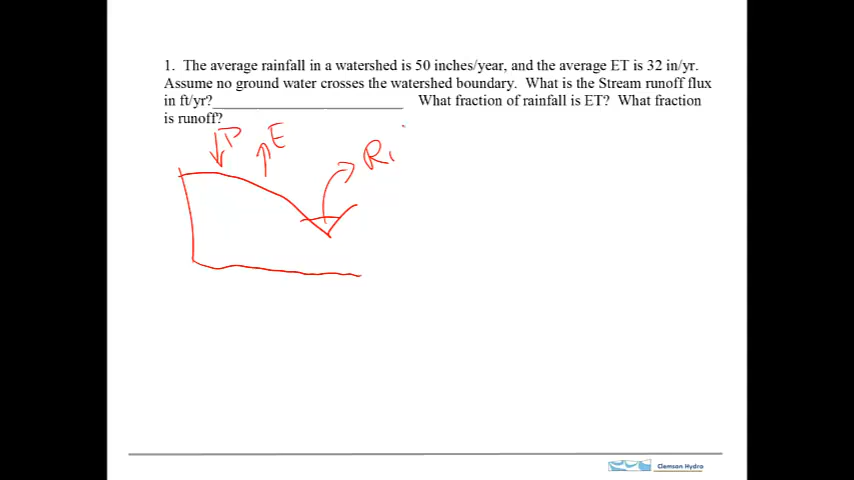 1. The average rainfall in a watershed is 50 inches/year, and the average ET is 32 in/yr.
Assume no ground water crosses the watershed boundary. What is the Stream runoff flux
in ft/yr?__________________________ What fraction of rainfall is ET? What fraction
is runoff?
P E
R
Clemson Hydro